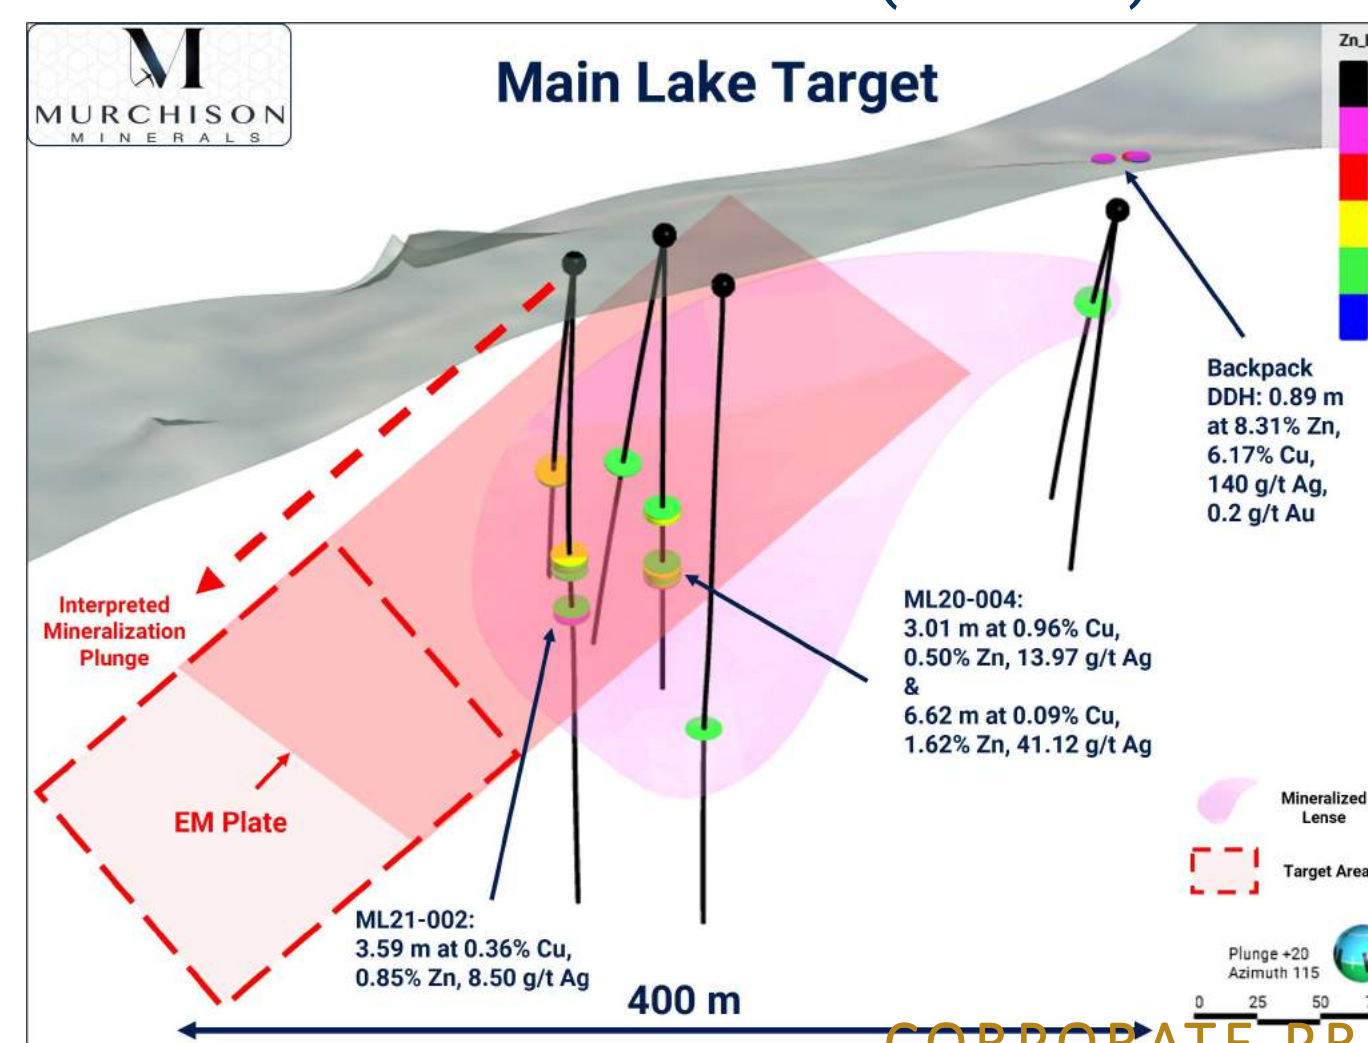 MURCHISON
MINERALS
Main Lake Target
Backpack
DDH: 0.89 m
at 8.31% Zn,
6.17% Cu,
140 g/t Ag,
0.2 g/t Au
Interpreted
Mineralization
Plunge
ML20-004:
3.01 m at 0.96% Cu,
0.50% Zn, 13.97 g/t Ag
&
6.62 m at 0.09% Cu,
1.62% Zn, 41.12 g/t Ag
EM Plate
Mineralized
Lense
Target Area
ML21-002:
3.59 m at 0.36% Cu,
0.85% Zn, 8.50 g/t Ag
Plunge +20
Azimuth 115
0 25 50
400 m
CORPORATE